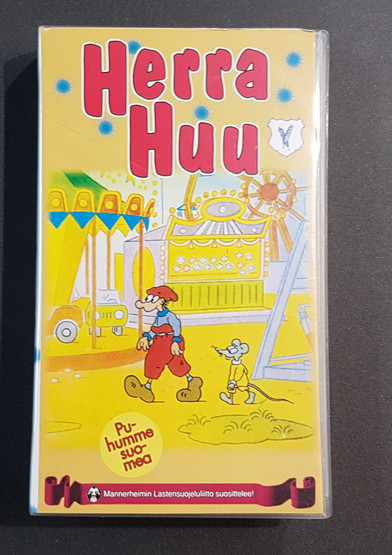 Herra
Huu
Pu-
humme
suo-
mea
Mannerheimin Lastensuojeluliitto suosittelee!